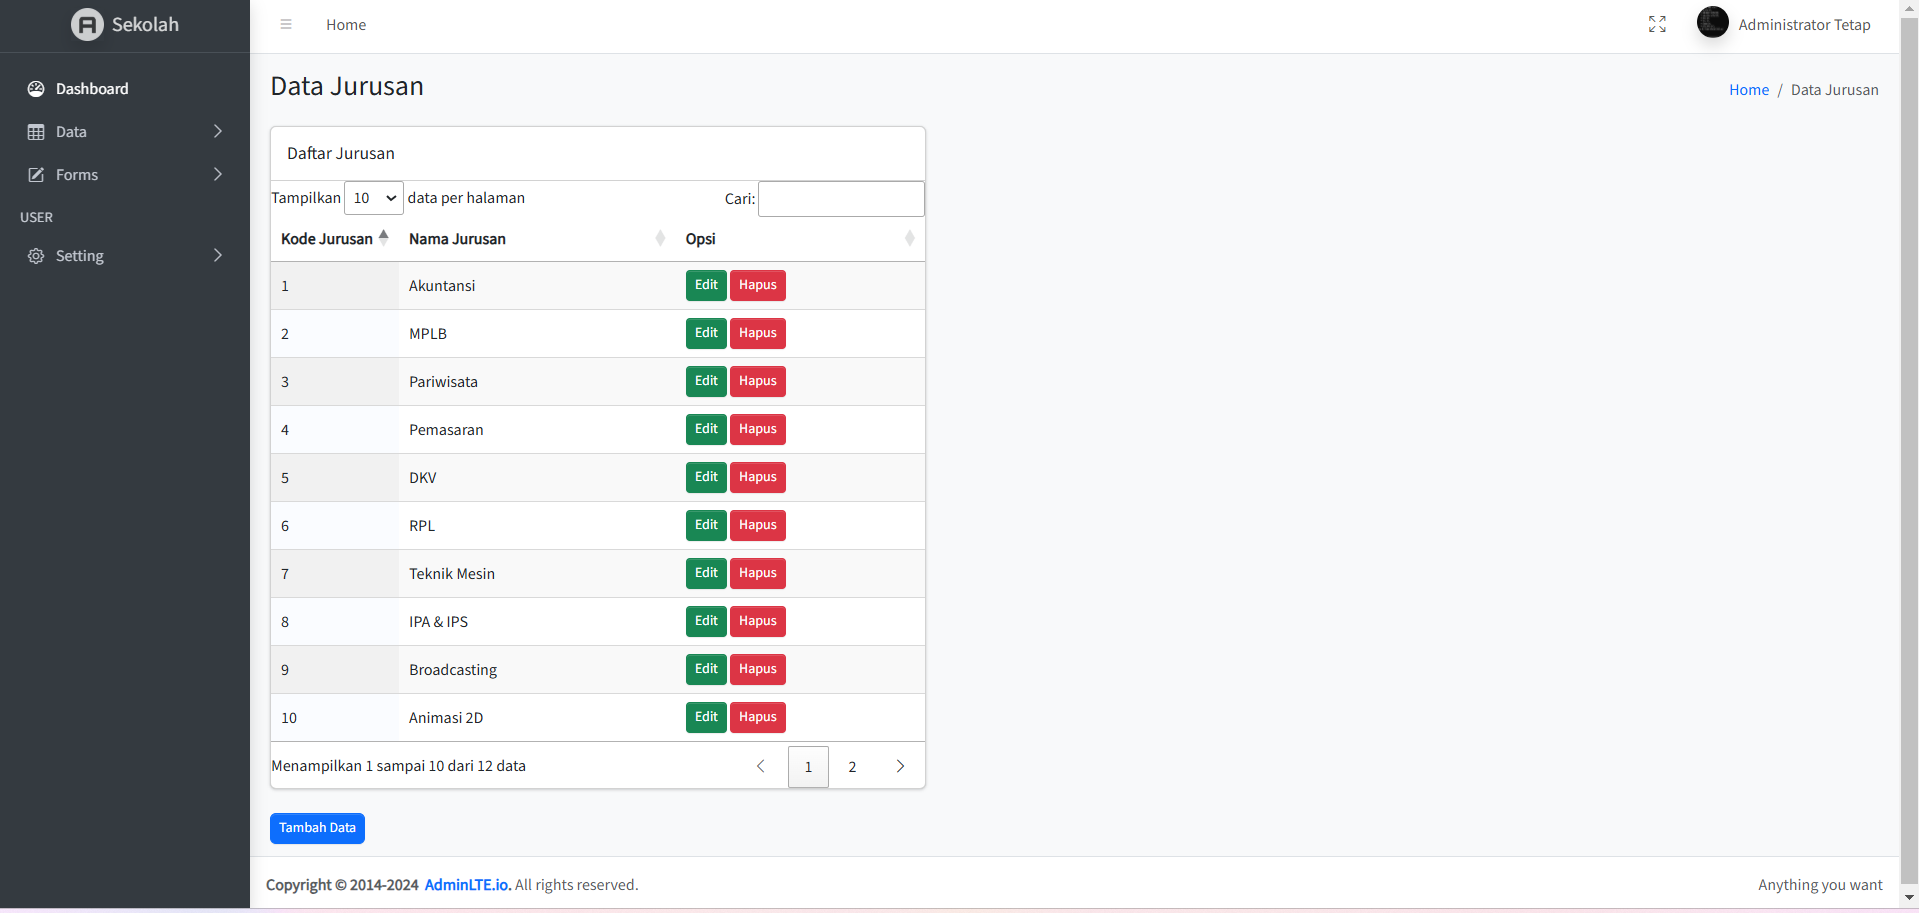 Sekolah
Home
Administrator Tetap
Dashboard
Data
Forms
USER
Setting
Data Jurusan
Home / Data Jurusan
Daftar Jurusan
Tampilkan 10 data per halaman
Cari:
Kode Jurusan Nama Jurusan Opsi
1 Akuntansi Edit Hapus
2 MPLB Edit Hapus
3 Pariwisata Edit Hapus
4 Pemasaran Edit Hapus
5 DKV Edit Hapus
6 RPL Edit Hapus
7 Teknik Mesin Edit Hapus
8 IPA & IPS Edit Hapus
9 Broadcasting Edit Hapus
10 Animasi 2D Edit Hapus
Menampilkan 1 sampai 10 dari 12 data
1 2
Tambah Data
Copyright © 2014-2024 AdminLTE.io. All rights reserved.
Anything you want